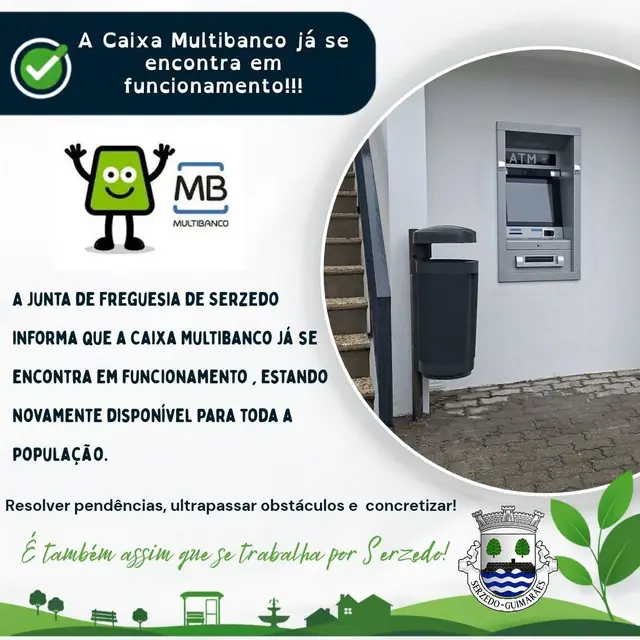 A Caixa Multibanco já se
encontra em
funcionamento!!!
MB
MULTIBANCO
ATM
A JUNTA DE FREGUESIA DE SERZEDO
INFORMA QUE A CAIXA MULTIBANCO JÁ SE
ENCONTRA EM FUNCIONAMENTO , ESTANDO
NOVAMENTE DISPONÍVEL PARA TODA A
POPULAÇÃO.
Resolver pendências, ultrapassar obstáculos e concretizar!
É também assim que se trabalha por Serzedo!
SERZEDO - GUIMARÃES